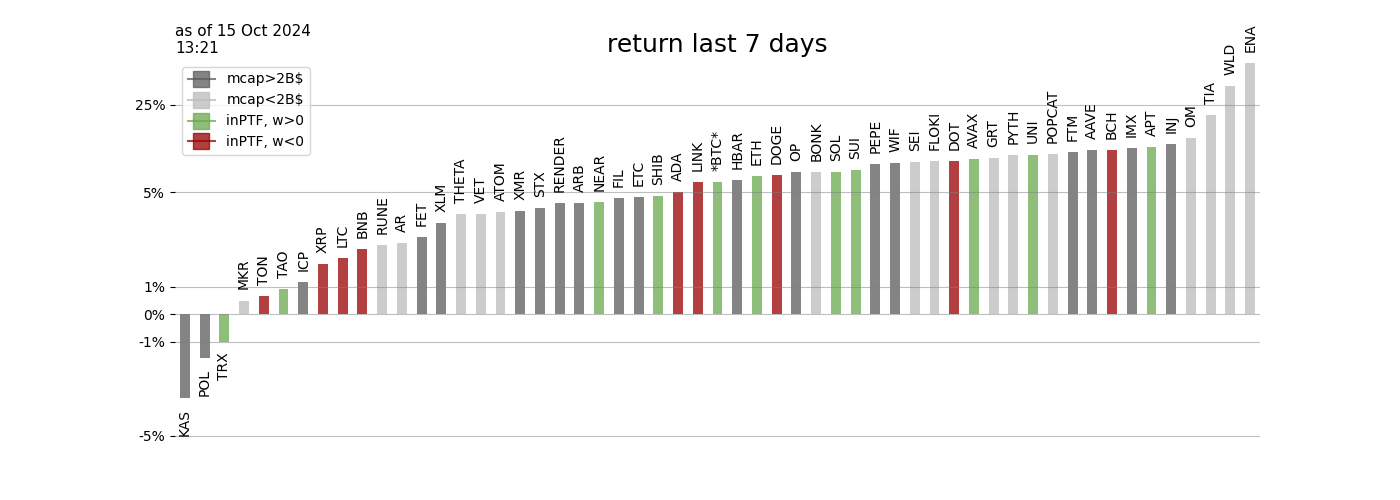 as of 15 Oct 2024
13:21
return last 7 days
mcap>2B$
mcap<2B$
inPTF, w>0
inPTF, w<0
25%
5%
1%
0%
-1%
-5%
KAS
POL
TRX
MKR
TON
TAO
ICP
XRP
LTC
BNB
RUNE
AR
FET
XLM
THETA
VET
ATOM
XMR
STX
RENDER
ARB
NEAR
FIL
ETC
SHIB
ADA
LINK
*BTC*
HBAR
ETH
DOGE
OP
BONK
SOL
SUI
PEPE
WIF
SEI
FLOKI
DOT
AVAX
GRT
PYTH
UNI
POPCAT
FTM
AAVE
BCH
IMX
APT
INJ
OM
TIA
WLD
ENA